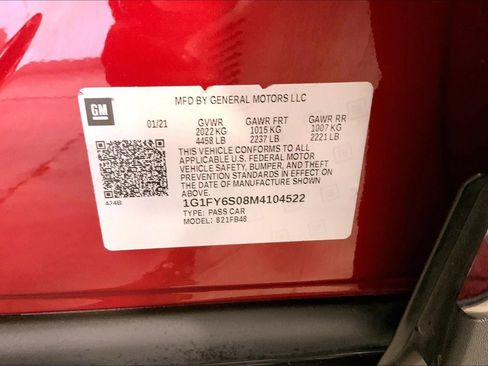 GM
MFD BY GENERAL MOTORS LLC
01/21 GVWR GAWR FRT GAWR RR
2022 KG 1015 KG 1007 KG
4458 LB 2237 LB 2221 LB
THIS VEHICLE CONFORMS TO ALL
APPLICABLE U.S. FEDERAL MOTOR
VEHICLE SAFETY, BUMPER, AND THEFT
PREVENTION STANDARDS IN EFFECT ON
THE DATE OF MANUFACTURE SHOWN
ABOVE.
424B
1G1FY6S08M4104522
TYPE: PASS CAR
MODEL: 821FB48